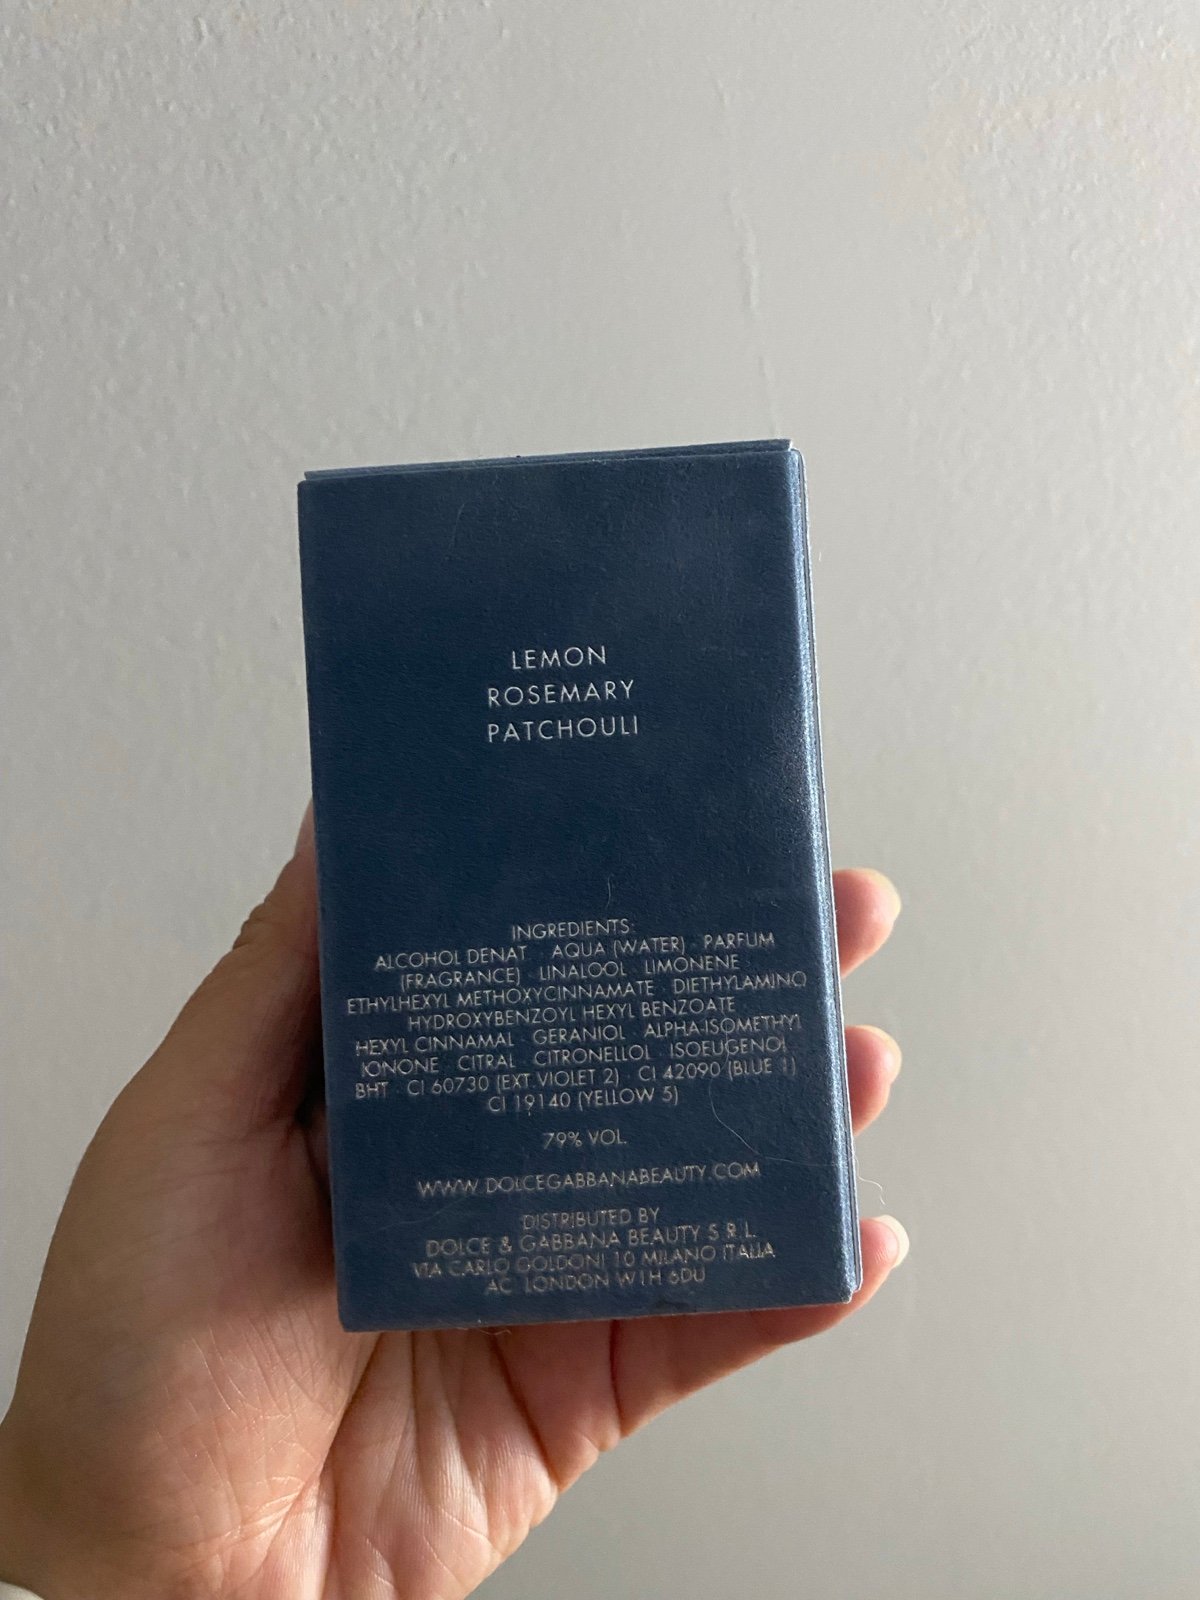 LEMON
ROSEMARY
PATCHOULI
INGREDIENTS:
ALCOHOL DENAT · AQUA (WATER) · PARFUM
(FRAGRANCE) · LINALOOL · LIMONENE ·
ETHYLHEXYL METHOXYCINNAMATE · DIETHYLAMINO
HYDROXYBENZOYL HEXYL BENZOATE ·
HEXYL CINNAMAL · GERANIOL · ALPHA-ISOMETHYL
IONONE · CITRAL · CITRONELLOL · ISOEUGENOL
BHT · CI 60730 (EXT.VIOLET 2) · CI 42090 (BLUE 1)
CI 19140 (YELLOW 5)
79% VOL.
WWW.DOLCEGABBANABEAUTY.COM
DISTRIBUTED BY
DOLCE & GABBANA BEAUTY S.R.L.
VIA CARLO GOLDONI 10 MILANO ITALIA
AC. LONDON W1H 6DU